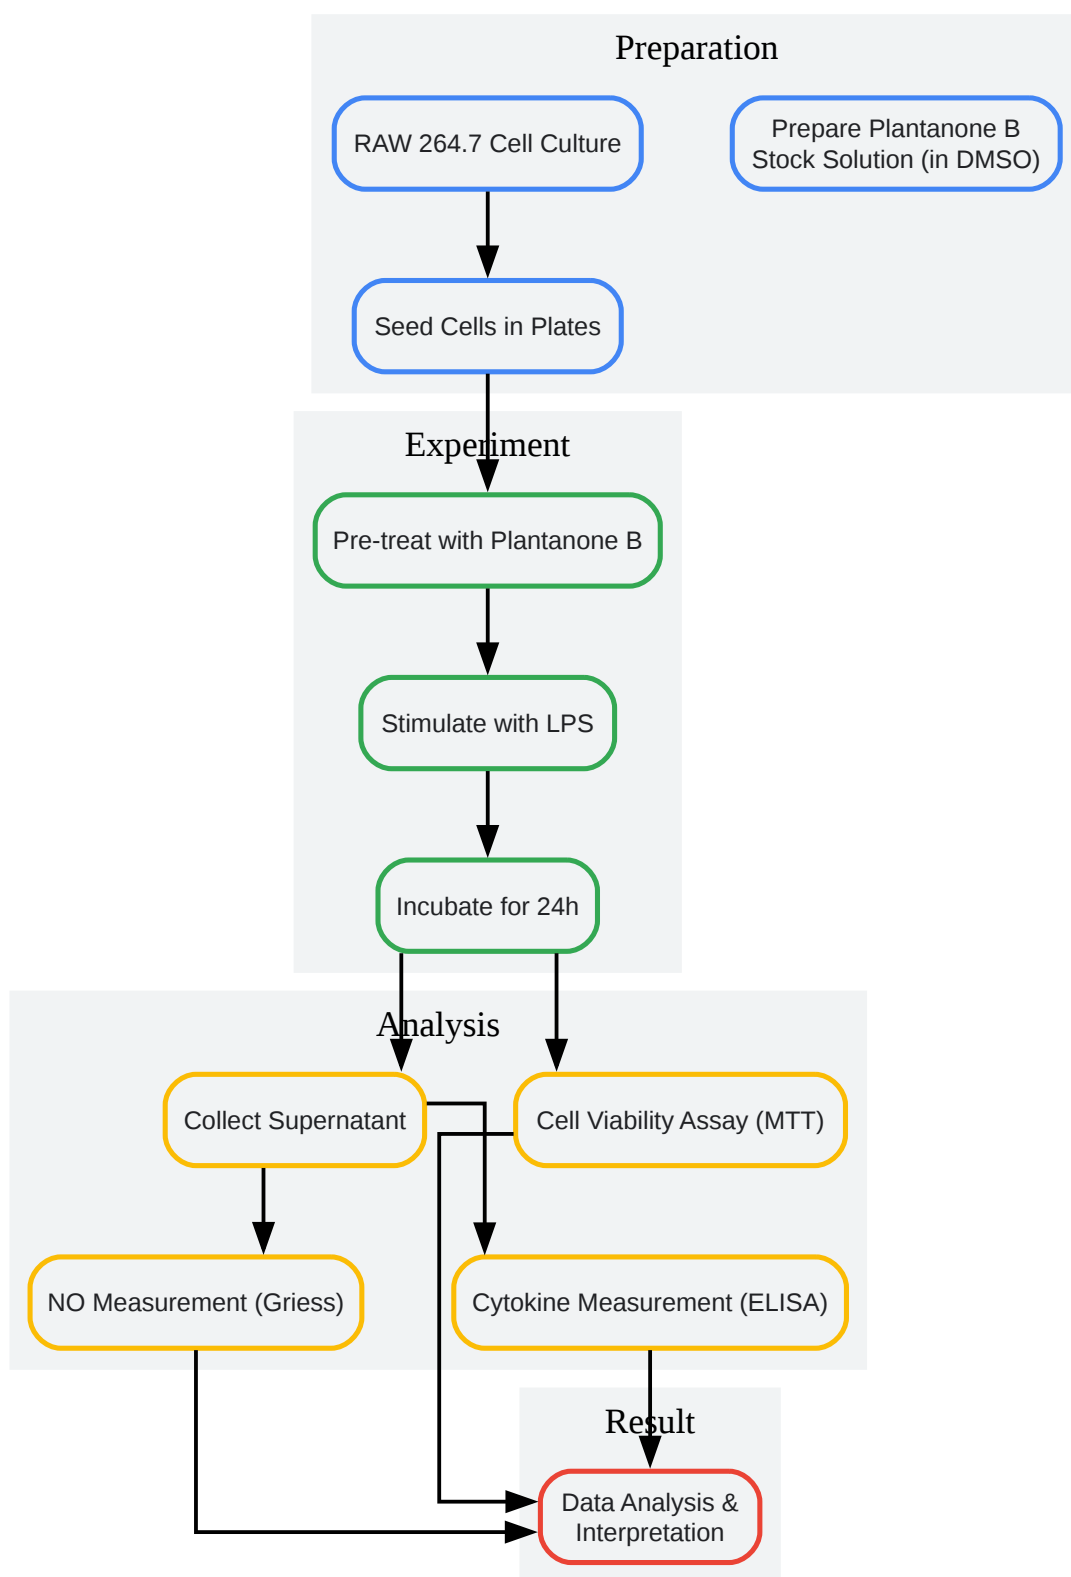 Preparation
RAW 264.7 Cell Culture
Prepare Plantanone B
Stock Solution (in DMSO)
Seed Cells in Plates
Experiment
Pre-treat with Plantanone B
Stimulate with LPS
Incubate for 24h
Analysis
Collect Supernatant
Cell Viability Assay (MTT)
NO Measurement (Griess)
Cytokine Measurement (ELISA)
Result
Data Analysis &
Interpretation